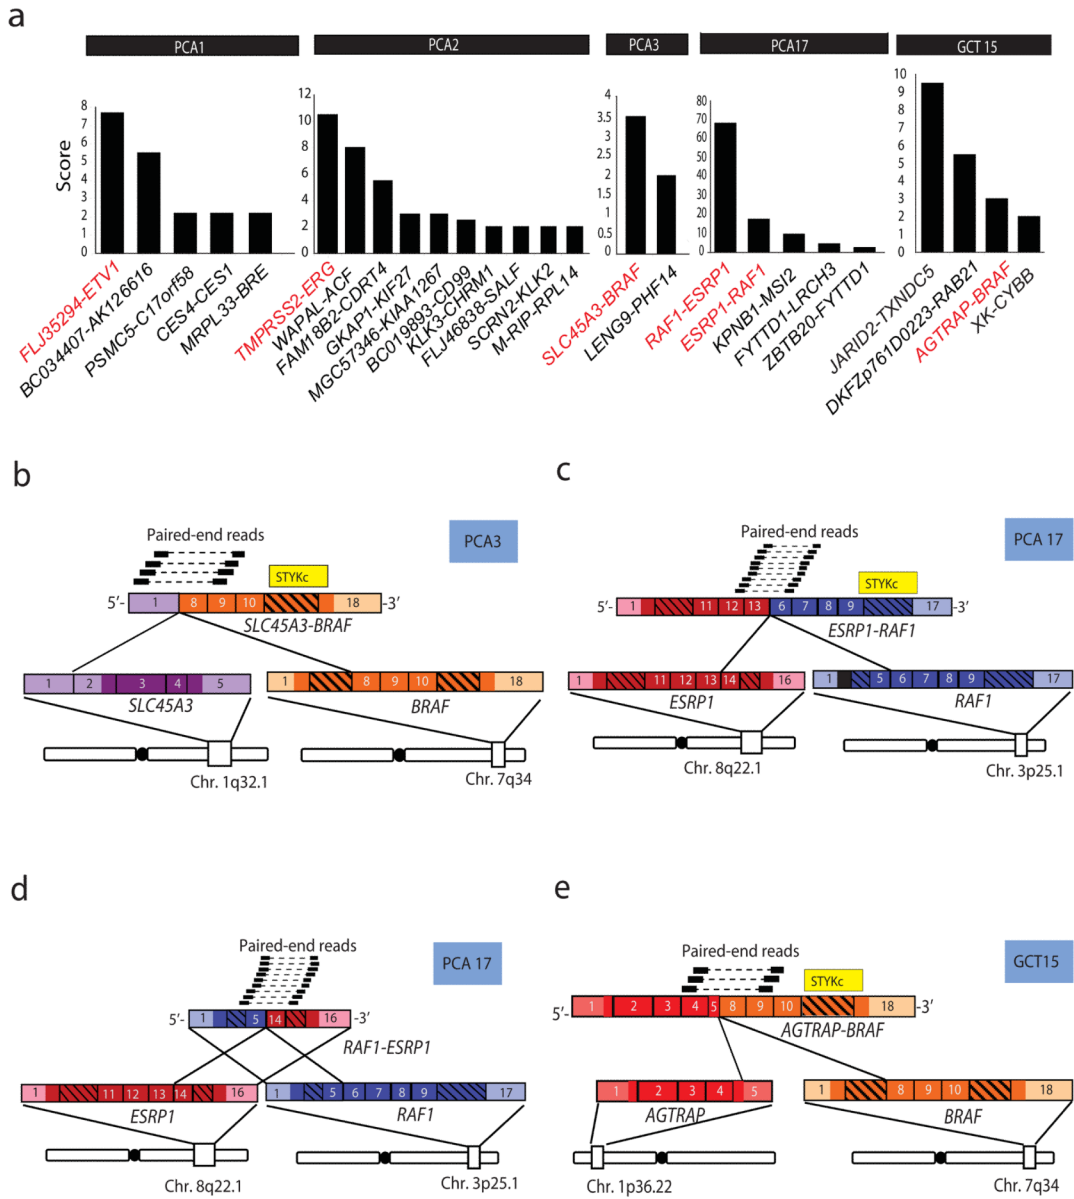 a
PCA1
PCA2
PCA3
PCA17
GCT 15
Score
8
7
6
5
4
3
2
1
0
12
10
8
6
4
2
0
4
3.5
3
2.5
2
1.5
1
0.5
0
80
70
60
50
40
30
20
10
0
10
9
8
7
6
5
4
3
2
1
0
FLJ35294-ETV1
BC034407-AK126616
PSMC5-C17orf58
CES4-CES1
MRPL33-BRE
TMPRSS2-ERG
WAPAL-ACF
FAM18B2-CDRT4
GKAP1-KIF27
MGC57346-KIAA1267
BC019893-CD99
KLK3-CHRM1
FLJ46838-SALF
SCRN2-KLK2
M-RIP-RPL14
SLC45A3-BRAF
LENG9-PHF14
RAF1-ESRP1
ESRP1-RAF1
KPNB1-MSI2
FYTTD1-LRCH3
ZBTB20-FYTTD1
JARID2-TXNDC5
DKFZp761D0223-RAB21
AGTRAP-BRAF
XK-CYBB
b
Paired-end reads
PCA3
STYKc
5′- 1 8 9 10 18 -3′
SLC45A3-BRAF
1 2 3 4 5
SLC45A3
1 8 9 10 18
BRAF
Chr. 1q32.1
Chr. 7q34
c
Paired-end reads
PCA 17
STYKc
5′- 1 11 12 13 6 7 8 9 17 -3′
ESRP1-RAF1
1 11 12 13 14 16
ESRP1
1 5 6 7 8 9 17
RAF1
Chr. 8q22.1
Chr. 3p25.1
d
Paired-end reads
PCA 17
5′- 1 5 14 16 -3′
RAF1-ESRP1
11 12 13 14 16
ESRP1
1 5 6 7 8 9 17
RAF1
Chr. 8q22.1
Chr. 3p25.1
e
Paired-end reads
GCT15
STYKc
5′- 1 2 3 4 5 8 9 10 18 -3′
AGTRAP-BRAF
1 2 3 4 5
AGTRAP
1 8 9 10 18
BRAF
Chr. 1p36.22
Chr. 7q34